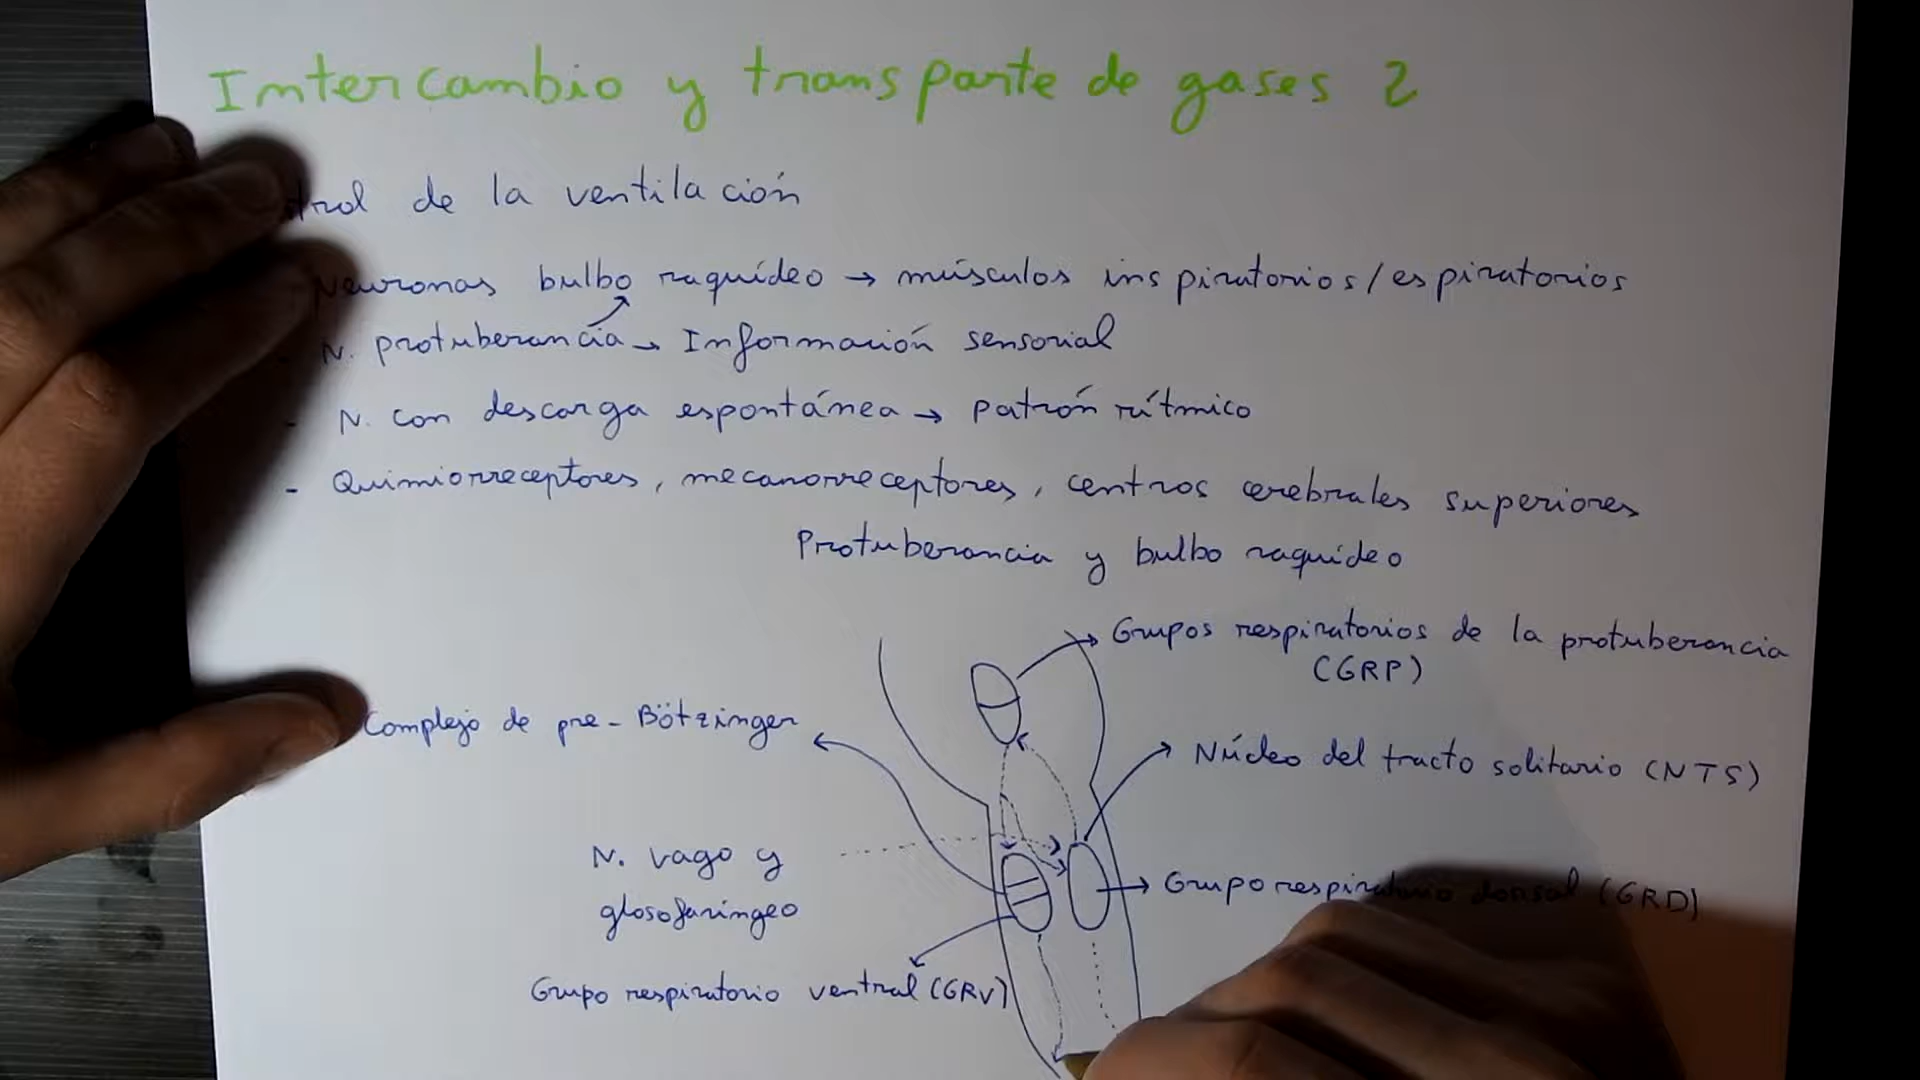 Intercambio y transporte de gases 2
de la ventilación
- Neuronas bulbo raquídeo → músculos inspiratorios/espiratorios
- N. protuberancia → Información sensorial
- N. con descarga espontánea → patrón rítmico
- Quimiorreceptores, mecanorreceptores, centros cerebrales superiores
Protuberancia y bulbo raquídeo
Grupos respiratorios de la protuberancia
(GRP)
Complejo de pre-Bötzinger
Núcleo del tracto solitario (NTS)
N. vago y
glosofaríngeo
Grupo respiratorio dorsal (GRD)
Grupo respiratorio ventral (GRV)